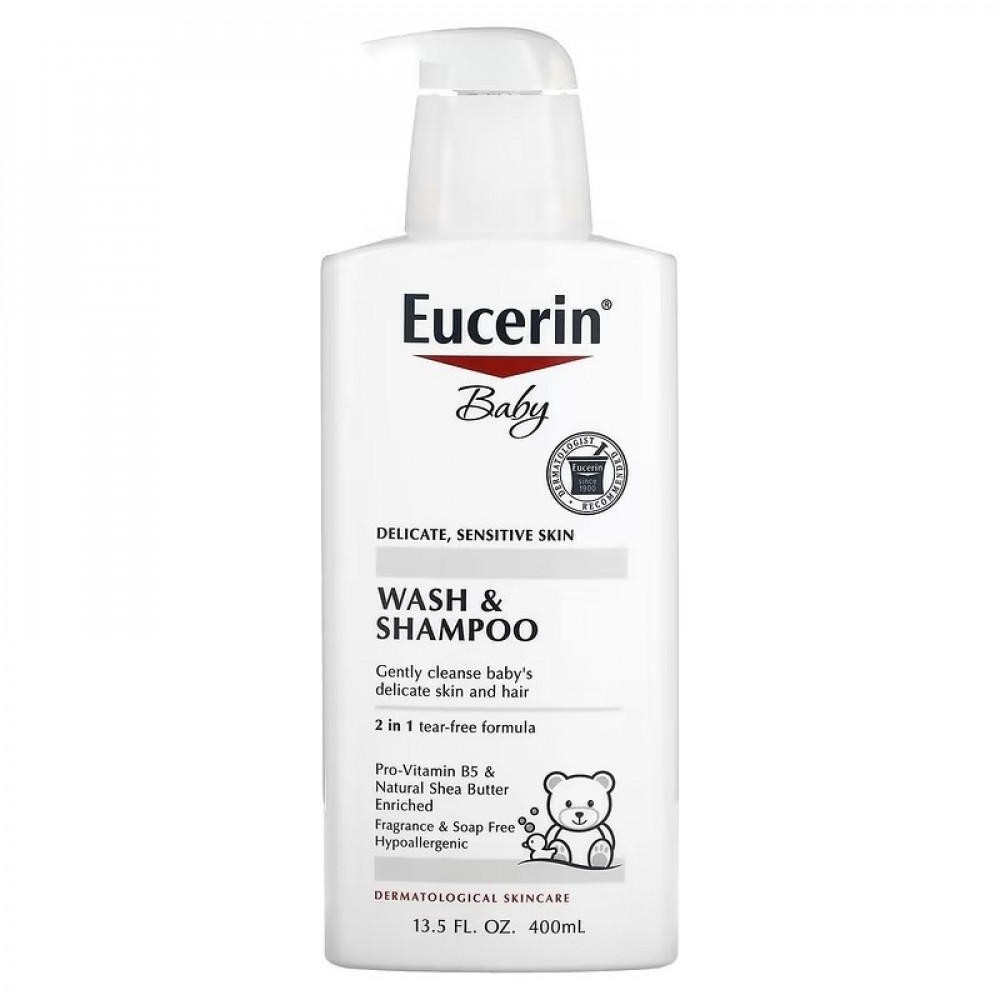 Eucerin®
Baby
DERMATOLOGIST RECOMMENDED
Eucerin
since
1900
DELICATE, SENSITIVE SKIN
WASH &
SHAMPOO
Gently cleanse baby's
delicate skin and hair
2 in 1 tear-free formula
Pro-Vitamin B5 &
Natural Shea Butter
Enriched
Fragrance & Soap Free
Hypoallergenic
DERMATOLOGICAL SKINCARE
13.5 FL. OZ. 400mL